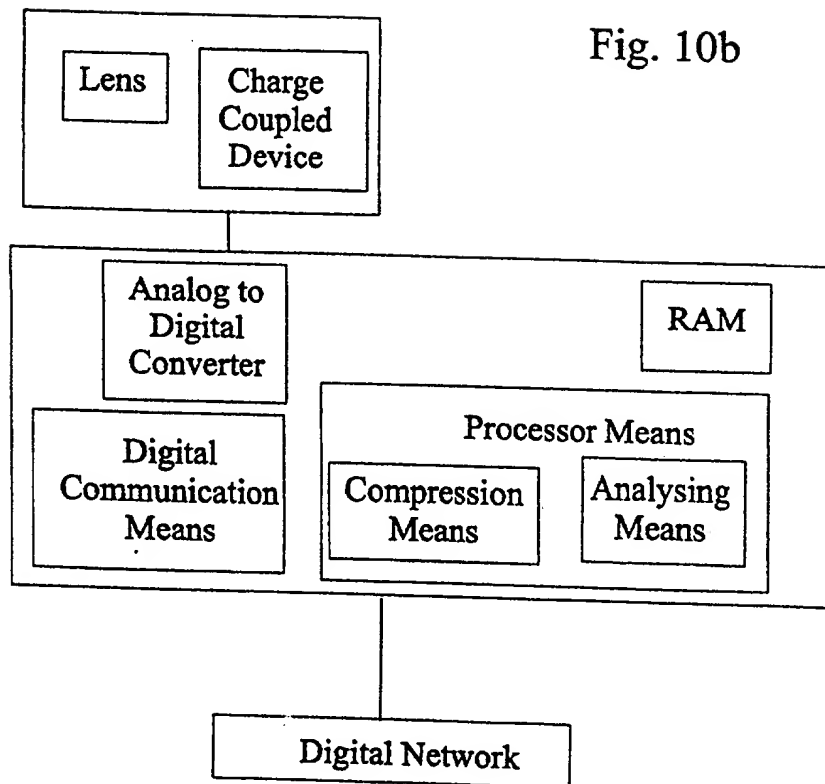 Fig. 10b
Lens
Charge
Coupled
Device
Analog to
Digital
Converter
RAM
Digital
Communication
Means
Processor Means
Compression
Means
Analysing
Means
Digital Network